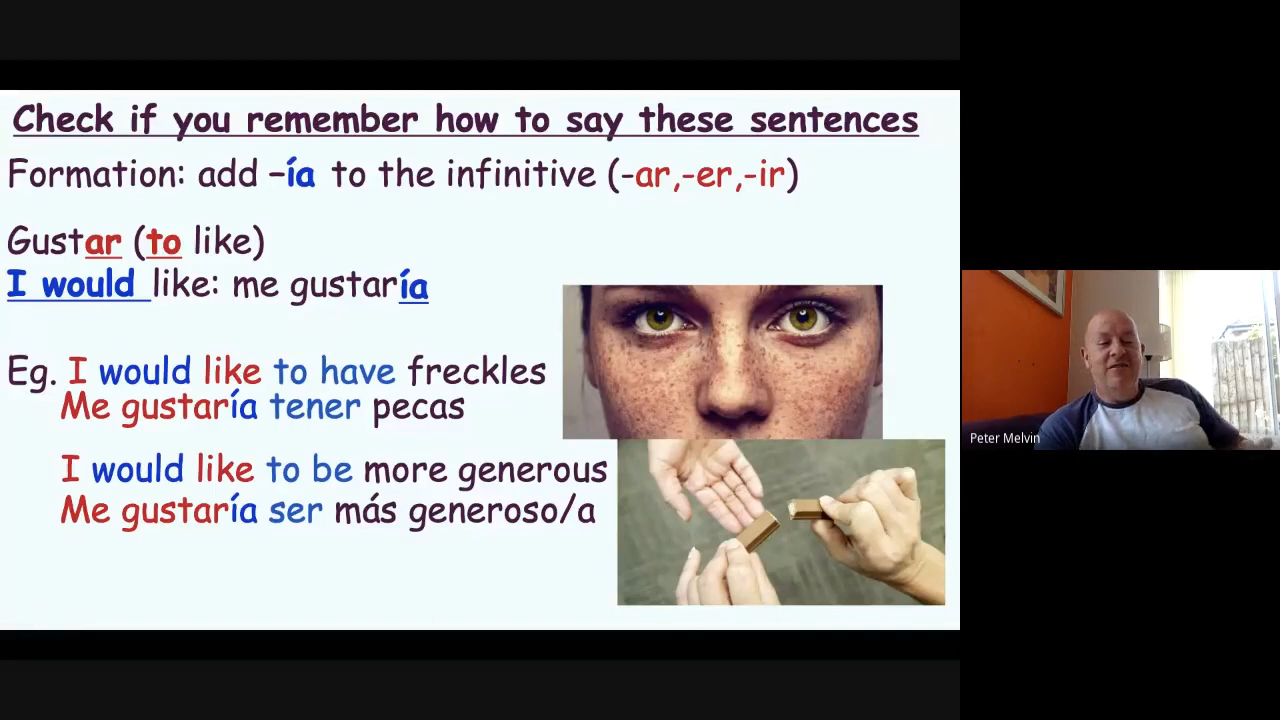 Check if you remember how to say these sentences
Formation: add –ía to the infinitive (-ar,-er,-ir)
Gustar (to like)
I would like: me gustaría
Eg. I would like to have freckles
Me gustaría tener pecas
I would like to be more generous
Me gustaría ser más generoso/a
Peter Melvin